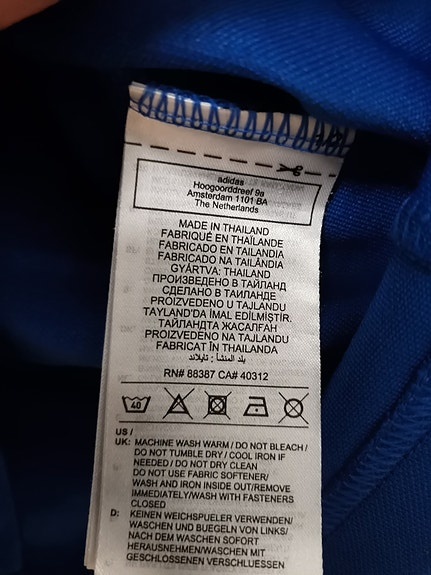 adidas
Hoogoorddreef 9a
Amsterdam 1101 BA
The Netherlands
MADE IN THAILAND
FABRIQUÉ EN THAÏLANDE
FABRICADO EN TAILANDIA
FABRICADO NA TAILÂNDIA
GYÁRTVA: THAILAND
ПРОИЗВЕДЕНО В ТАЙЛАНД
СДЕЛАНО В ТАИЛАНДЕ
PROIZVEDENO U TAJLANDU
TAYLAND'DA İMAL EDİLMİŞTİR.
ТАЙЛАНДТА ЖАСАЛҒАН
PROIZVEDENO NA TAJLANDU
FABRICAT ÎN THAILANDA
بلد المنشأ : تايلاند
RN# 88387 CA# 40312
40
US /
UK: MACHINE WASH WARM / DO NOT BLEACH /
DO NOT TUMBLE DRY / COOL IRON IF
NEEDED / DO NOT DRY CLEAN
DO NOT USE FABRIC SOFTENER/
WASH AND IRON INSIDE OUT/REMOVE
IMMEDIATELY/WASH WITH FASTENERS
CLOSED
D: KEINEN WEICHSPUELER VERWENDEN/
WASCHEN UND BUEGELN VON LINKS/
NACH DEM WASCHEN SOFORT
HERAUSNEHMEN/WASCHEN MIT
GESCHLOSSENEN VERSCHLUESSEN